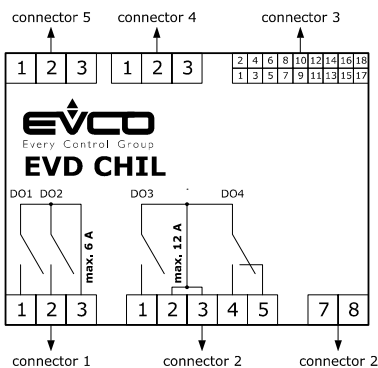 connector 5 connector 4 connector 3
1 2 3 1 2 3 2 4 6 8 10 12 14 16 18
1 3 5 7 9 11 13 15 17
EVCO
Every Control Group
EVD CHIL
DO1 DO2 DO3 DO4
max. 6 A
max. 12 A
1 2 3 1 2 3 4 5 7 8
connector 1 connector 2 connector 2